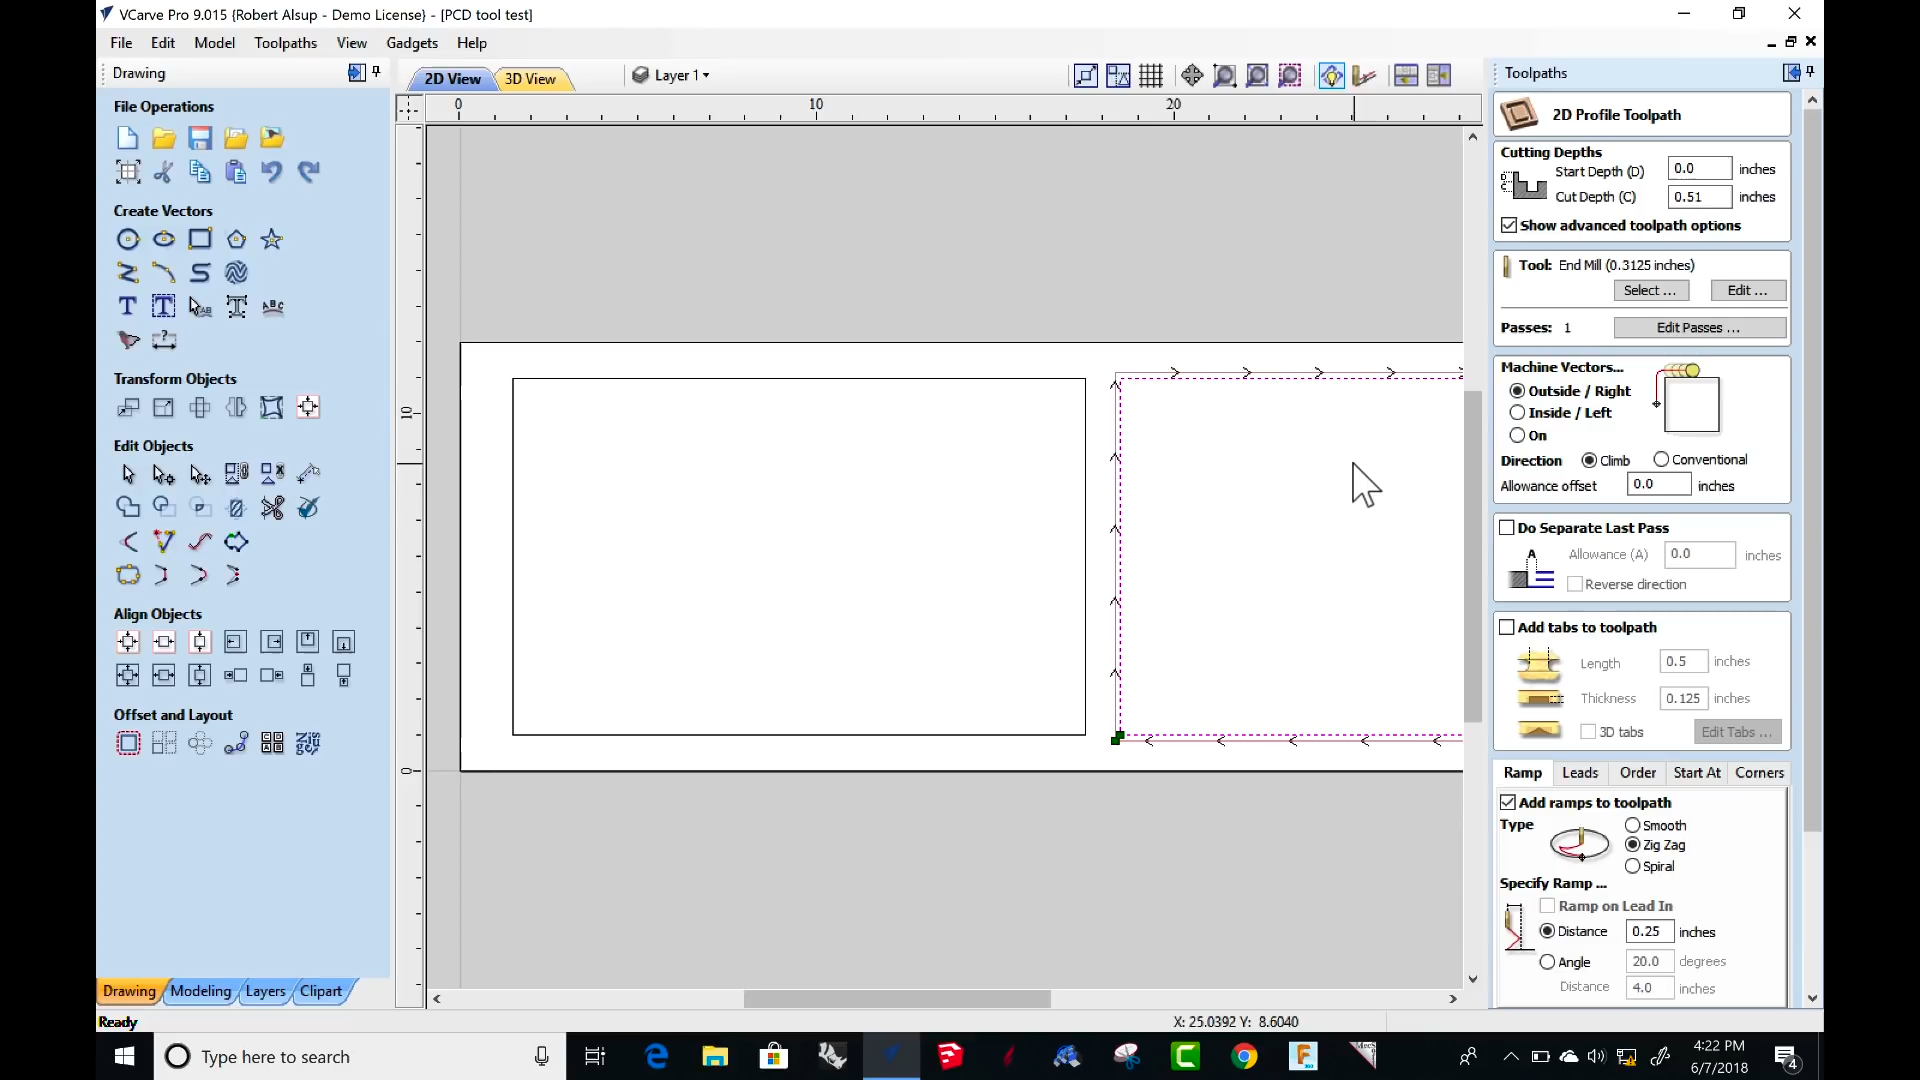 VCarve Pro 9.015 {Robert Alsup - Demo License} - [PCD tool test]
File Edit Model Toolpaths View Gadgets Help
Drawing
File Operations
Create Vectors
Transform Objects
Edit Objects
Align Objects
Offset and Layout
Drawing Modeling Layers Clipart
2D View 3D View Layer 1
0 10 20
10
0
Toolpaths
2D Profile Toolpath
Cutting Depths
Start Depth (D) 0.0 inches
Cut Depth (C) 0.51 inches
Show advanced toolpath options
Tool: End Mill (0.3125 inches)
Select ... Edit ...
Passes: 1 Edit Passes ...
Machine Vectors...
Outside / Right
Inside / Left
On
Direction Climb Conventional
Allowance offset 0.0 inches
Do Separate Last Pass
A Allowance (A) 0.0 inches
Reverse direction
Add tabs to toolpath
Length 0.5 inches
Thickness 0.125 inches
3D tabs Edit Tabs ...
Ramp Leads Order Start At Corners
Add ramps to toolpath
Type Smooth
Zig Zag
Spiral
Specify Ramp ...
Ramp on Lead In
Distance 0.25 inches
Angle 20.0 degrees
Distance 4.0 inches
Ready X: 25.0392 Y: 8.6040
Type here to search
4:22 PM
6/7/2018
4